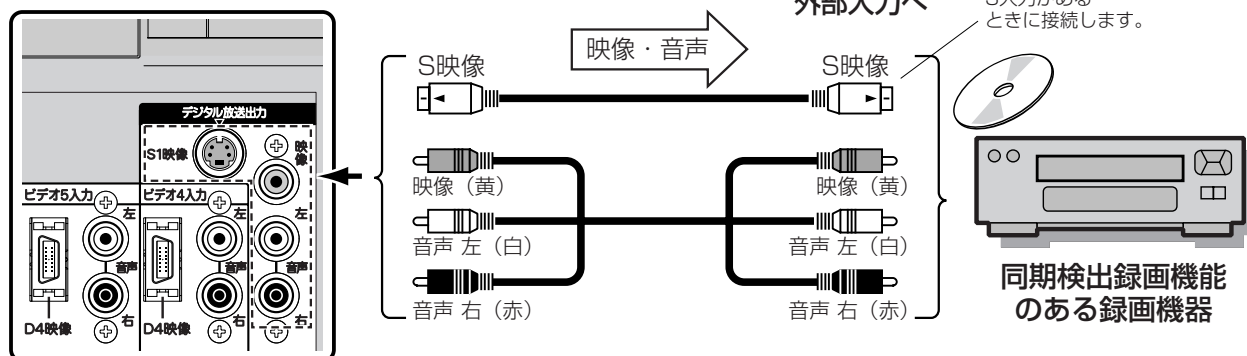 外部入力へ
S入力がある
ときに接続します。
映像・音声
S映像
S映像
デジタル放送出力
S1映像
映像
ビデオ5入力
ビデオ4入力
左
左
左
音声
音声
音声
右
右
右
D4映像
D4映像
映像（黄）
映像（黄）
音声 左（白）
音声 左（白）
音声 右（赤）
音声 右（赤）
同期検出録画機能
のある録画機器